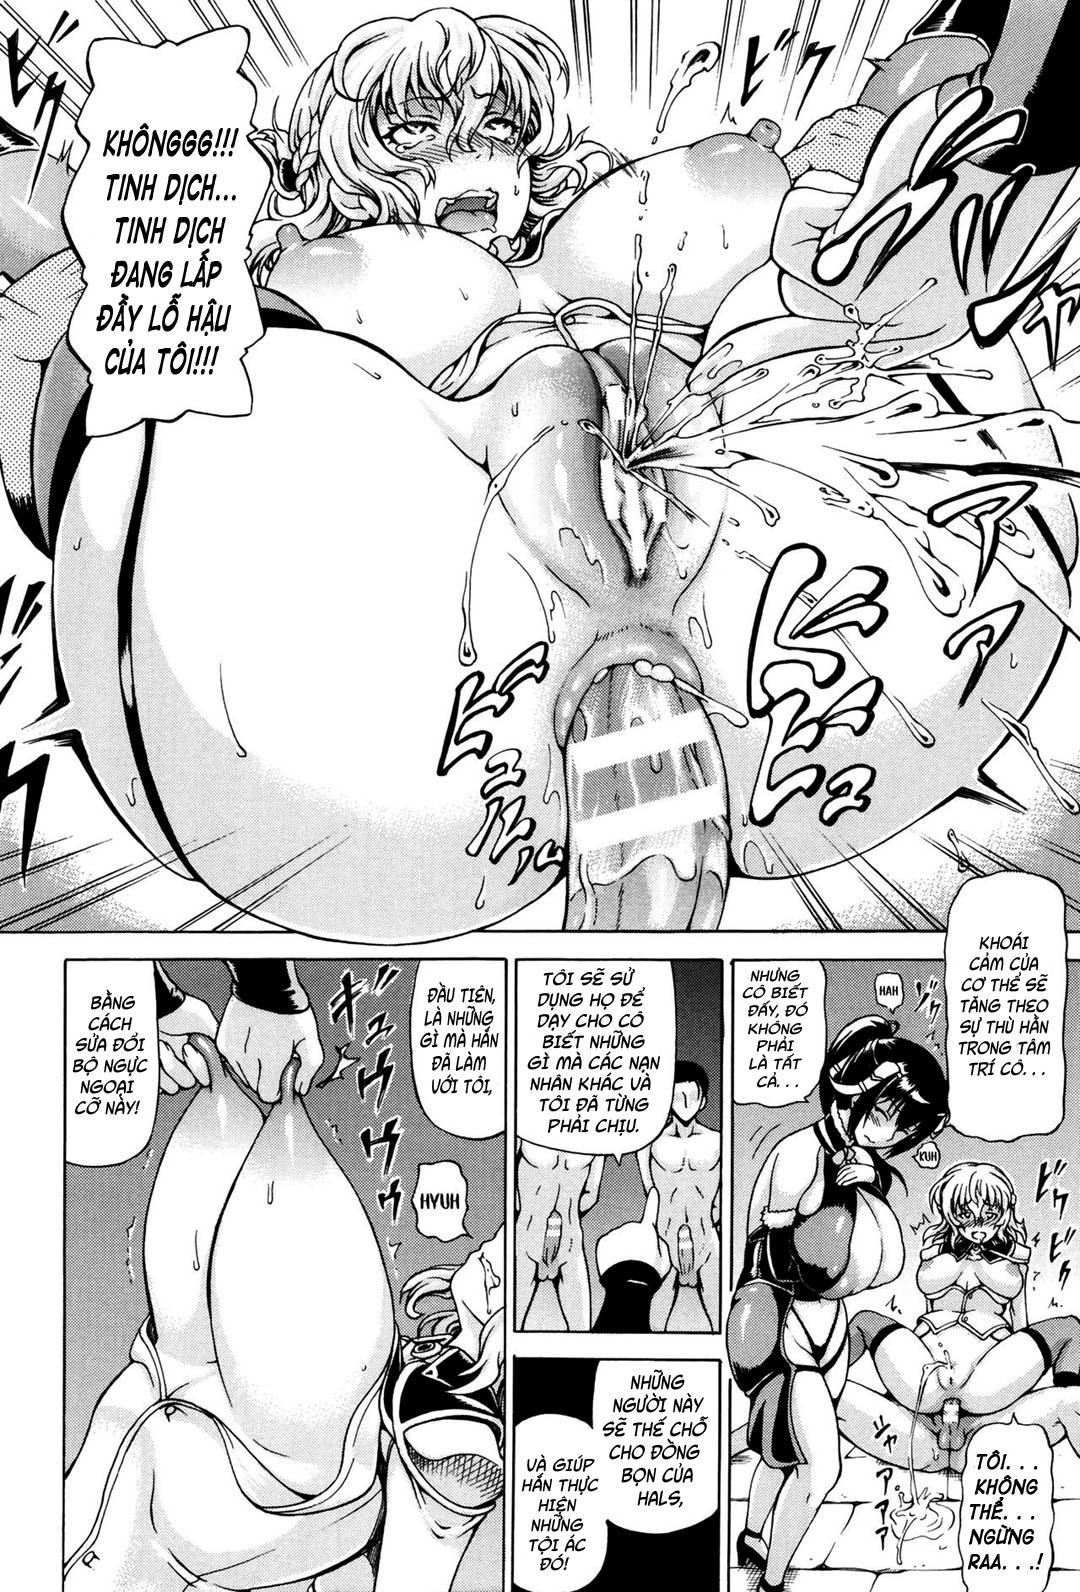 KHÔNGGG!!!
TINH DỊCH...
TINH DỊCH
ĐANG LẤP
ĐẦY LỖ HẬU
CỦA TÔI!!!
KHOÁI
CẢM CỦA
CƠ THỂ SẼ
TĂNG THEO
SỰ THÙ HẰN
TRONG TÂM
TRÍ CÓ...
HAH
KUH
NHƯNG
CÓ BIẾT
ĐẤY, ĐÓ
KHÔNG
PHẢI
LÀ TẤT
CẢ...
TÔI...
KHÔNG
THỂ...
NGỪNG
RAA...!
TÔI SẼ SỬ
DỤNG HỌ ĐỂ
DẠY CHO CÔ
BIẾT NHỮNG
GÌ MÀ CÁC NẠN
NHÂN KHÁC VÀ
TÔI ĐÃ TỪNG
PHẢI CHỊU.
NHỮNG
NGƯỜI NÀY
SẼ THẾ CHỖ
CHO ĐỒNG
BỌN CỦA
HALS,
VÀ GIÚP
HẮN THỰC
HIỆN
NHỮNG
TỘI ÁC
ĐÓ!
ĐẦU TIÊN,
LÀ NHỮNG
GÌ MÀ HẮN
ĐÃ LÀM
VỚI TÔI,
HYUH
BẰNG
CÁCH
SỬA ĐỔI
BỘ NGỰC
NGOẠI
CỠ NÀY!